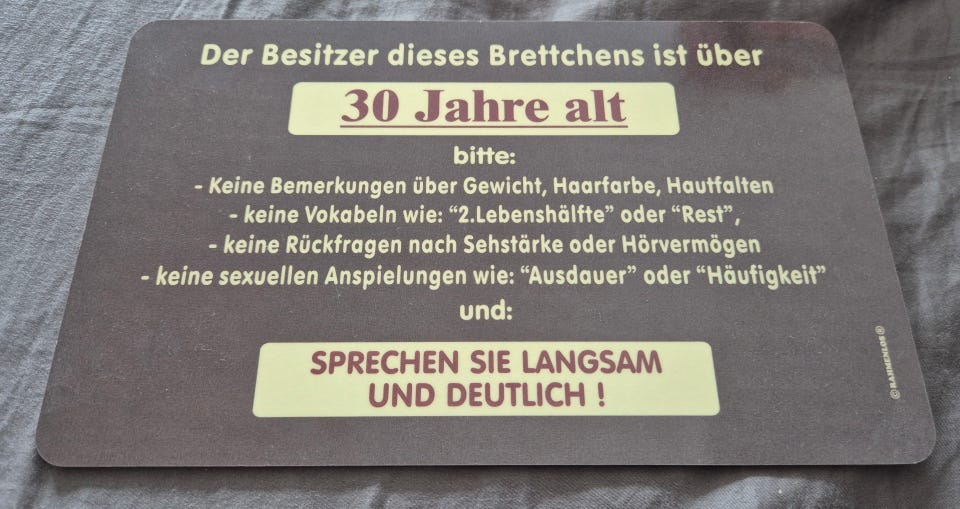 Der Besitzer dieses Brettchens ist über
30 Jahre alt
bitte:
- Keine Bemerkungen über Gewicht, Haarfarbe, Hautfalten
- keine Vokabeln wie: “2.Lebenshälfte” oder “Rest”,
- keine Rückfragen nach Sehstärke oder Hörvermögen
- keine sexuellen Anspielungen wie: “Ausdauer” oder “Häufigkeit”
und:
SPRECHEN SIE LANGSAM
UND DEUTLICH !
© RAHMENLOS ®